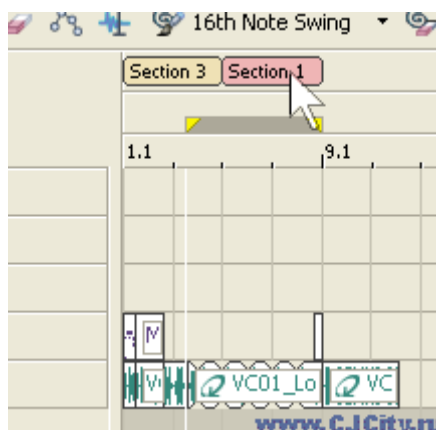 16th Note Swing
Section 3 Section 1
1.1 9.1
VC01_Lo VC
www.CJCity.ru